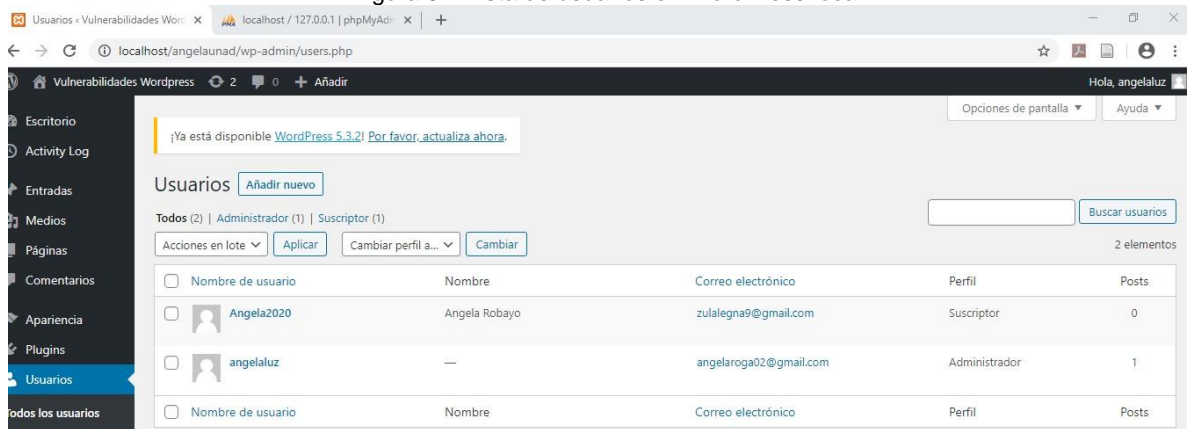 Usuarios ‹ Vulnerabilidades Word
localhost / 127.0.0.1 | phpMyAdm
localhost/angelaunad/wp-admin/users.php
Vulnerabilidades Wordpress 2 0 + Añadir
Hola, angelaluz
Opciones de pantalla ▼
Ayuda ▼
Escritorio
Activity Log
Entradas
Medios
Páginas
Comentarios
Apariencia
Plugins
Usuarios
Todos los usuarios
¡Ya está disponible WordPress 5.3.2! Por favor, actualiza ahora.
Usuarios Añadir nuevo
Todos (2) | Administrador (1) | Suscriptor (1)
Buscar usuarios
Acciones en lote Aplicar Cambiar perfil a... Cambiar
2 elementos
Nombre de usuario Nombre Correo electrónico Perfil Posts
Angela2020 Angela Robayo zulalegna9@gmail.com Suscriptor 0
angelaluz — angelaroga02@gmail.com Administrador 1
Nombre de usuario Nombre Correo electrónico Perfil Posts